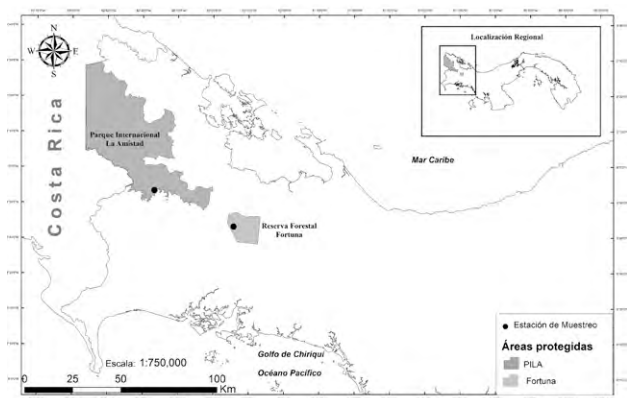 N
W
E
S
Localización Regional
Costa Rica
Parque Internacional
La Amistad
Mar Caribe
Reserva Forestal
Fortuna
Estación de Muestreo
Áreas protegidas
PILA
Fortuna
Golfo de Chiriquí
Océano Pacífico
Escala: 1:750,000
0 25 50 100
Km